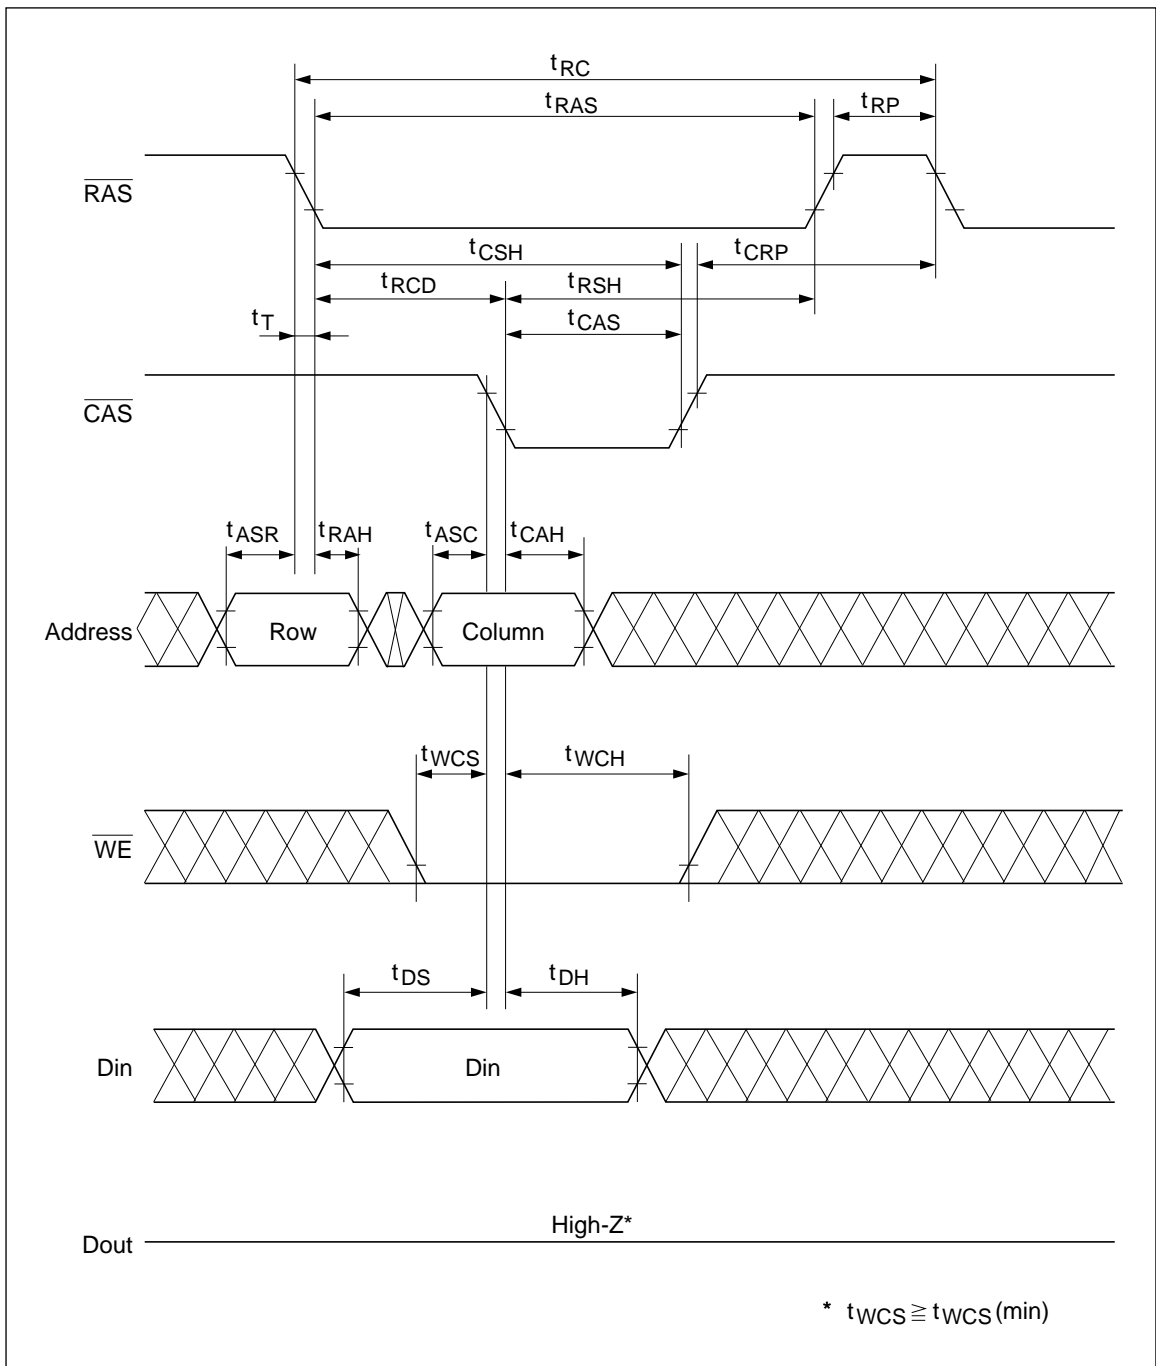 tRC
tRAS tRP
RAS
tCSH tCRP
tRCD tRSH
tT tCAS
CAS
tASR tRAH tASC tCAH
Address Row Column
tWCS tWCH
WE
tDS tDH
Din Din
High-Z*
Dout
* tWCS ≧ tWCS (min)